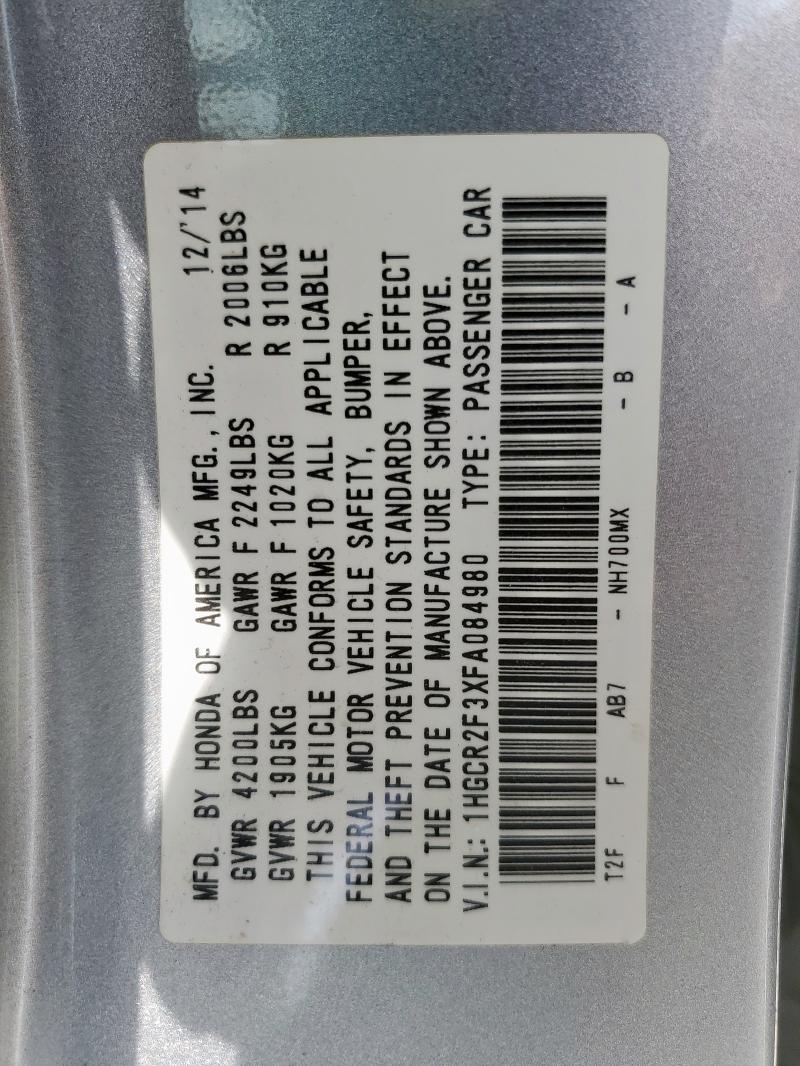 MFD. BY HONDA OF AMERICA MFG., INC. 12/'14
GVWR 4200LBS GAWR F 2249LBS R 2006LBS
GVWR 1905KG GAWR F 1020KG R 910KG
THIS VEHICLE CONFORMS TO ALL APPLICABLE
FEDERAL MOTOR VEHICLE SAFETY, BUMPER,
AND THEFT PREVENTION STANDARDS IN EFFECT
ON THE DATE OF MANUFACTURE SHOWN ABOVE.
V.I.N.: 1HGCR2F3XFA084980 TYPE: PASSENGER CAR
T2F F AB7 - NH700MX - B - A